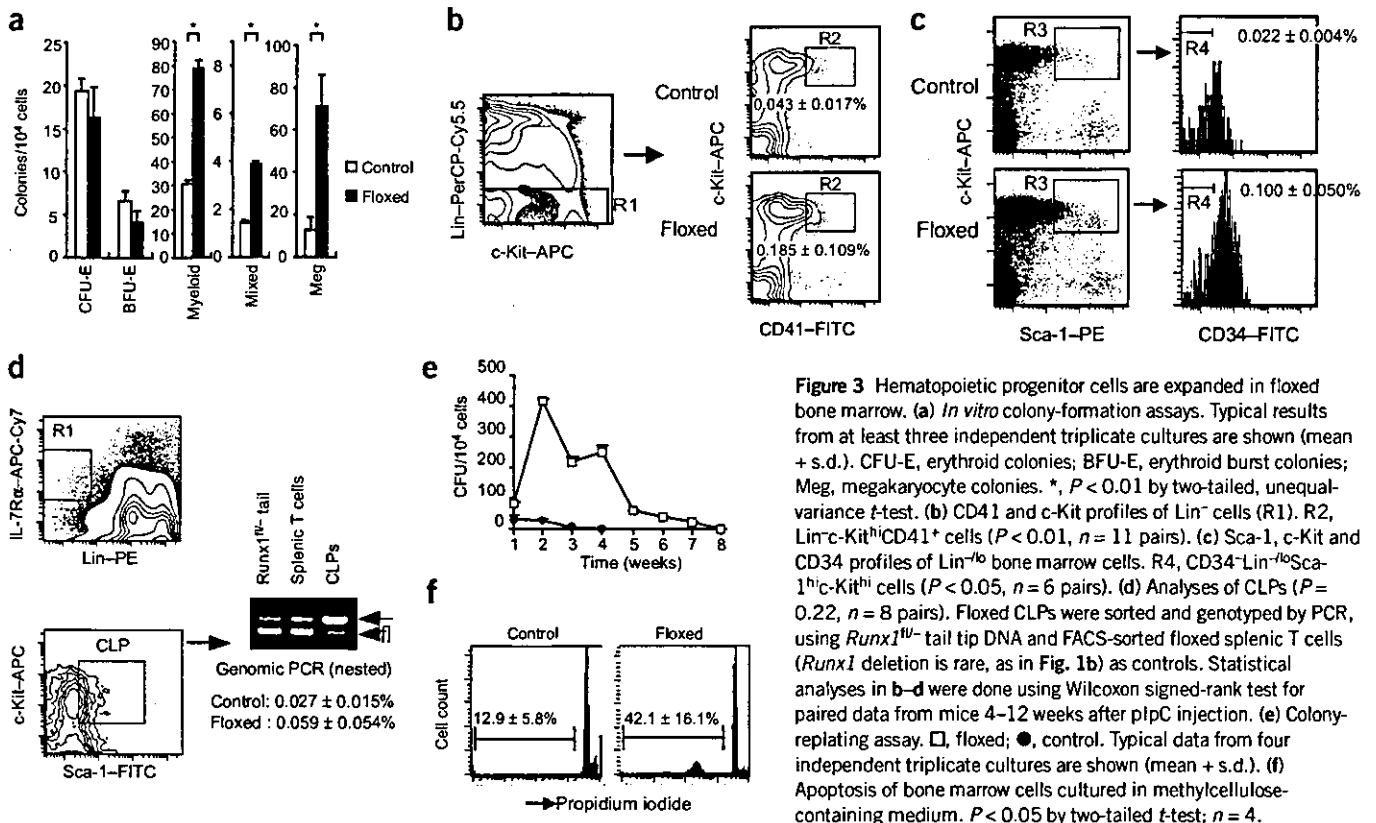 a
Colonies/10⁴ cells
25
20
15
10
5
0
CFU-E
BFU-E
*
90
80
70
60
50
40
30
20
10
0
Myeloid
*
8
6
4
2
0
Mixed
*
100
80
60
40
20
0
Meg
Control
Floxed
b
Lin–PerCP-Cy5.5
R1
c-Kit–APC
Control
Floxed
c-Kit–APC
R2
0.043 ± 0.017%
R2
0.185 ± 0.109%
CD41–FITC
c
Control
Floxed
c-Kit–APC
R3
R3
Sca-1–PE
R4
0.022 ± 0.004%
R4
0.100 ± 0.050%
CD34–FITC
d
IL-7Rα–APC-Cy7
R1
Lin–PE
c-Kit–APC
CLP
Sca-1–FITC
Runx1fl/– tail
Splenic T cells
CLPs
–
fl
Genomic PCR (nested)
Control: 0.027 ± 0.015%
Floxed : 0.059 ± 0.054%
e
CFU/10⁴ cells
500
400
300
200
100
0
1 2 3 4 5 6 7 8
Time (weeks)
f
Control
Floxed
Cell count
12.9 ± 5.8%
42.1 ± 16.1%
Propidium iodide
Figure 3 Hematopoietic progenitor cells are expanded in floxed
bone marrow. (a) In vitro colony-formation assays. Typical results
from at least three independent triplicate cultures are shown (mean
+ s.d.). CFU-E, erythroid colonies; BFU-E, erythroid burst colonies;
Meg, megakaryocyte colonies. *, P < 0.01 by two-tailed, unequal-
variance t-test. (b) CD41 and c-Kit profiles of Lin⁻ cells (R1). R2,
Lin⁻c-KithiCD41⁺ cells (P < 0.01, n = 11 pairs). (c) Sca-1, c-Kit and
CD34 profiles of Lin–/lo bone marrow cells. R4, CD34⁻Lin–/loSca-
1hic-Kithi cells (P < 0.05, n = 6 pairs). (d) Analyses of CLPs (P =
0.22, n = 8 pairs). Floxed CLPs were sorted and genotyped by PCR,
using Runx1fl/– tail tip DNA and FACS-sorted floxed splenic T cells
(Runx1 deletion is rare, as in Fig. 1b) as controls. Statistical
analyses in b–d were done using Wilcoxon signed-rank test for
paired data from mice 4–12 weeks after pIpC injection. (e) Colony-
replating assay. □, floxed; ●, control. Typical data from four
independent triplicate cultures are shown (mean + s.d.). (f)
Apoptosis of bone marrow cells cultured in methylcellulose-
containing medium. P < 0.05 by two-tailed t-test; n = 4.